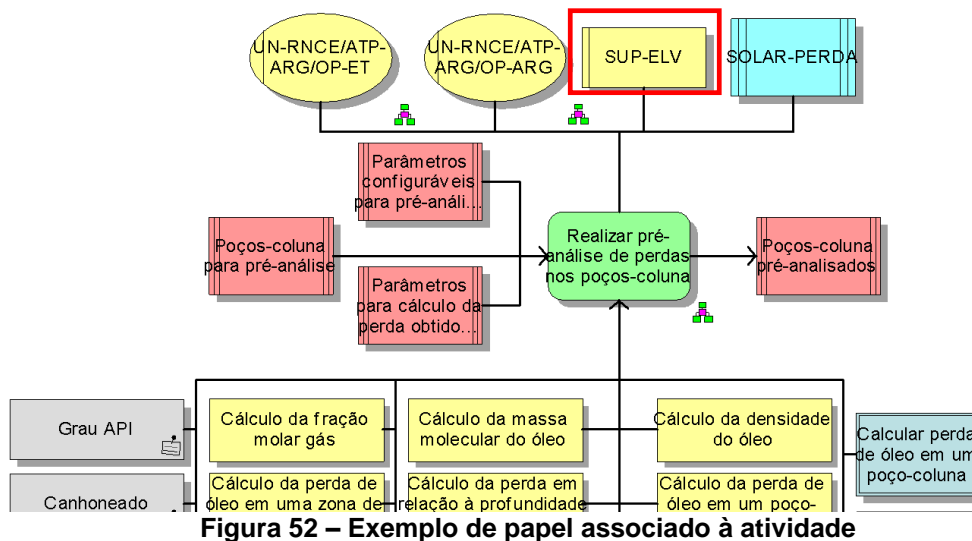 UN-RNCE/ATP-
ARG/OP-ET
UN-RNCE/ATP-
ARG/OP-ARG
SUP-ELV
SOLAR-PERDA
Parâmetros
configuráveis
para pré-análi...
Poços-coluna
para pré-análise
Parâmetros
para cálculo da
perda obtido...
Realizar pré-
análise de perdas
nos poços-coluna
Poços-coluna
pré-analisados
Grau API
Cálculo da fração
molar gás
Cálculo da massa
molecular do óleo
Cálculo da densidade
do óleo
Calcular perda
de óleo em um
poço-coluna
Canhoneado
Cálculo da perda de
óleo em uma zona de
Cálculo da perda em
relação à profundidade
Cálculo da perda de
óleo em um poço-
Figura 52 – Exemplo de papel associado à atividade